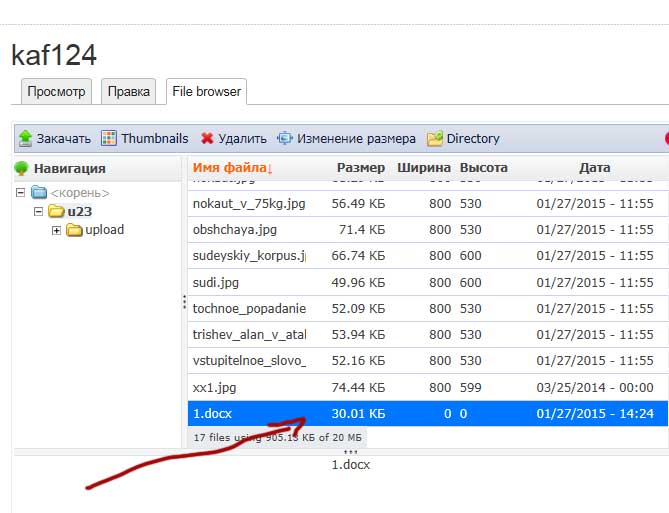 kaf124
Просмотр Правка File browser
Закачать Thumbnails Удалить Изменение размера Directory
Навигация Имя файла↓ Размер Ширина Высота Дата
<корень>
u23
upload
nokaut_v_75kg.jpg 56.49 КБ 800 530 01/27/2015 - 11:55
obshchaya.jpg 71.4 КБ 800 530 01/27/2015 - 11:55
sudeyskiy_korpus.j 66.74 КБ 800 600 01/27/2015 - 11:55
sudi.jpg 49.96 КБ 800 600 01/27/2015 - 11:55
tochnoe_popadanie 52.09 КБ 800 530 01/27/2015 - 11:55
trishev_alan_v_atal 53.94 КБ 800 530 01/27/2015 - 11:55
vstupitelnoe_slovo_ 52.16 КБ 800 530 01/27/2015 - 11:55
xx1.jpg 74.44 КБ 800 599 03/25/2014 - 00:00
1.docx 30.01 КБ 0 0 01/27/2015 - 14:24
17 files using 905.13 КБ of 20 МБ
1.docx